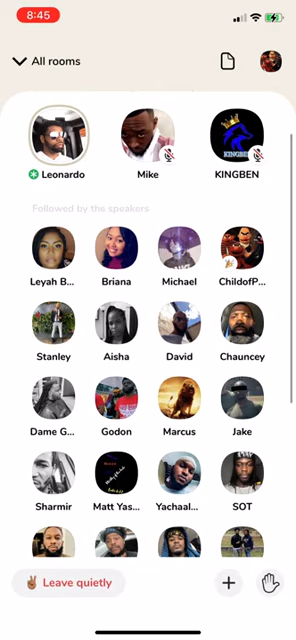 8:45
All rooms
KINGBEN
Leonardo
Mike
KINGBEN
Followed by the speakers
Leyah B...
Briana
Michael
ChildofP...
Stanley
Aisha
David
Chauncey
Dame G...
Godon
Marcus
Jake
Sharmir
Matt Yas...
Yachaal...
SOT
Leave quietly